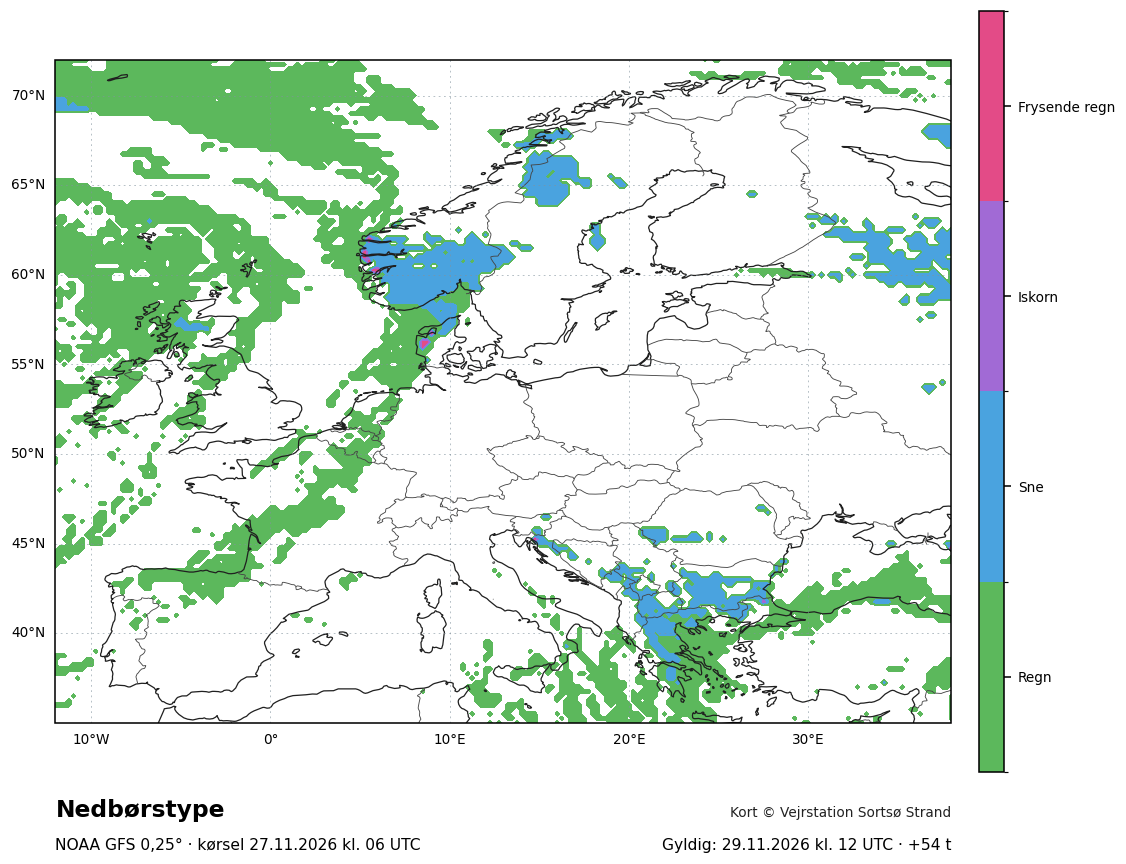 Frysende regn
Iskorn
Sne
Regn
70°N
65°N
60°N
55°N
50°N
45°N
40°N
10°W
0°
10°E
20°E
30°E
Nedbørstype
Kort © Vejrstation Sortsø Strand
NOAA GFS 0,25° · kørsel 27.11.2026 kl. 06 UTC
Gyldig: 29.11.2026 kl. 12 UTC · +54 t